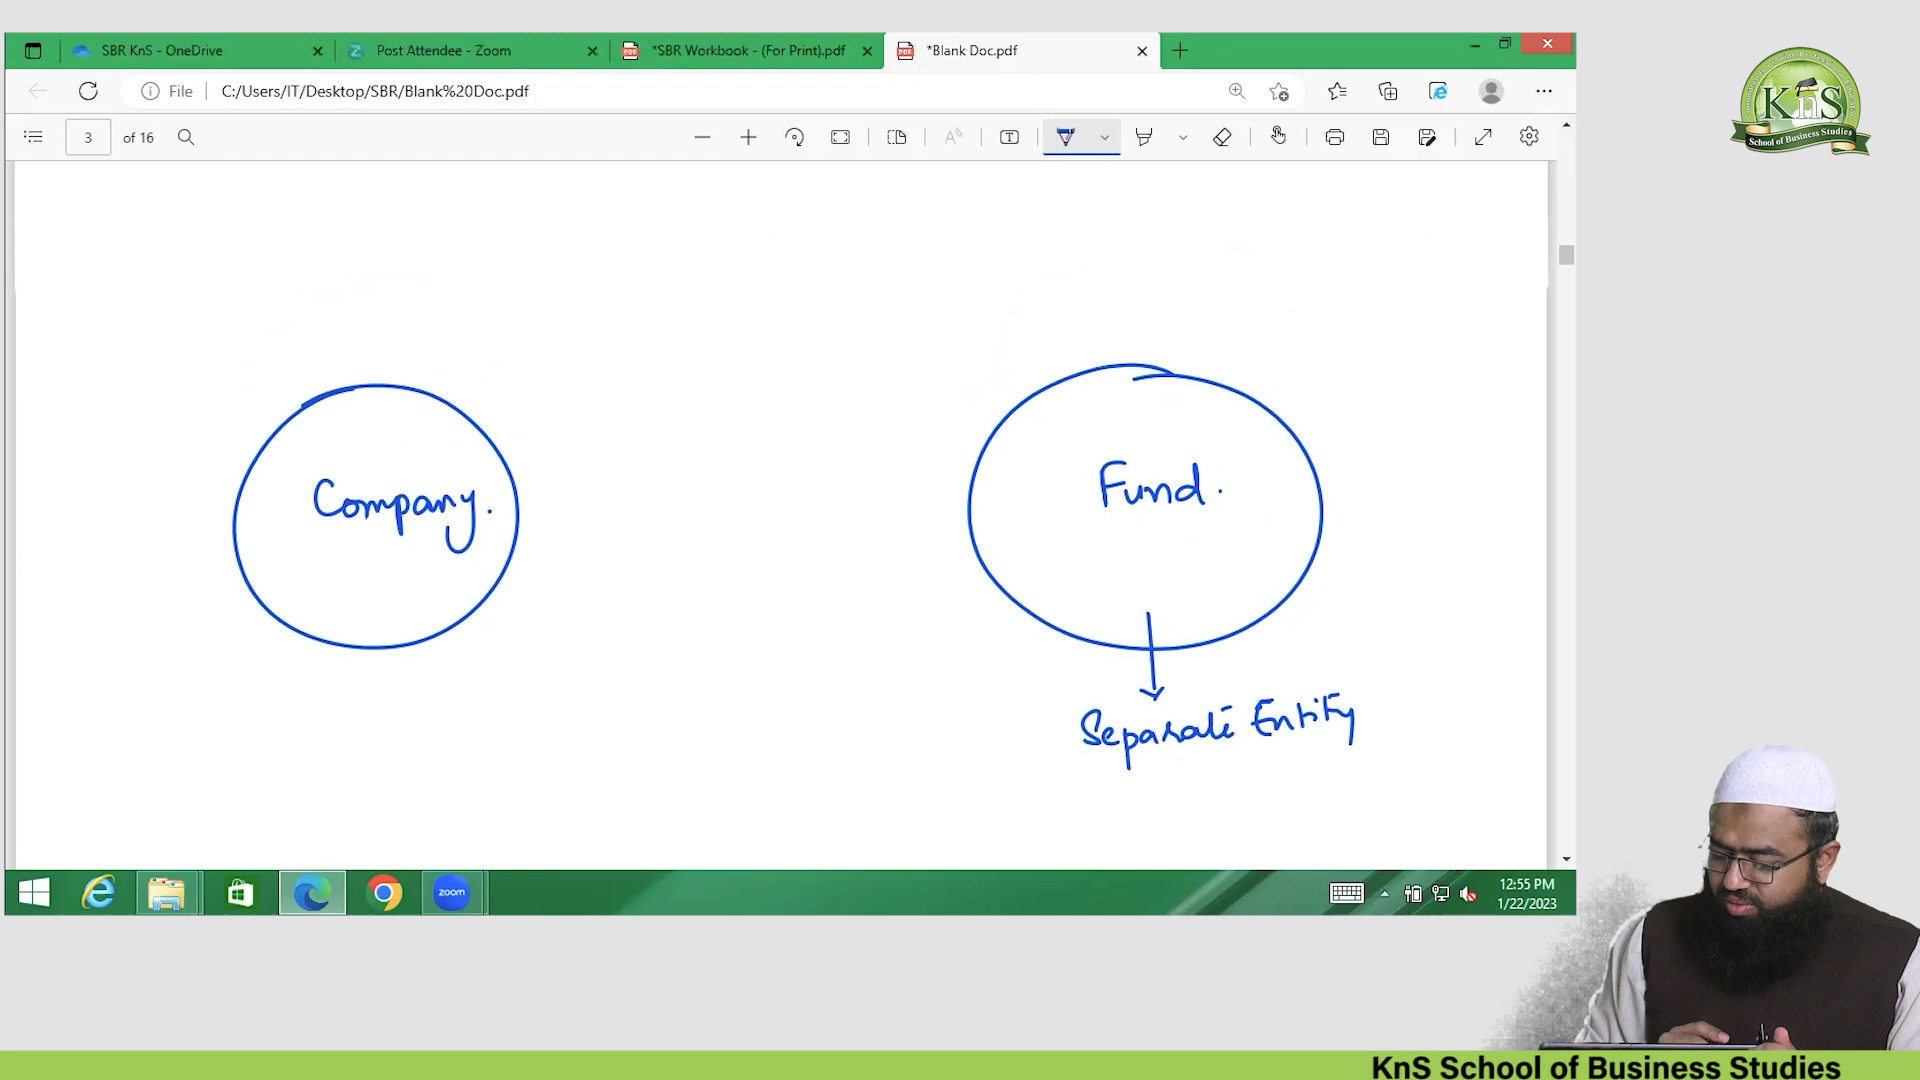 SBR KnS - OneDrive
Post Attendee - Zoom
*SBR Workbook - (For Print).pdf
*Blank Doc.pdf
File
C:/Users/IT/Desktop/SBR/Blank%20Doc.pdf
3 of 16
KnS
School of Business Studies
Company.
Fund.
Separate Entity
zoom
12:55 PM
1/22/2023
KnS School of Business Studies